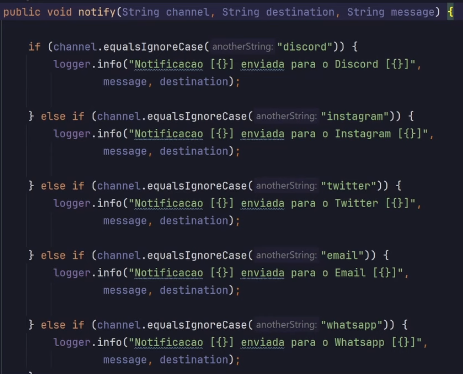 public void notify(String channel, String destination, String message) {
if (channel.equalsIgnoreCase( anotherString: "discord")) {
logger.info("Notificacao [{}] enviada para o Discord [{}]",
message, destination);
} else if (channel.equalsIgnoreCase( anotherString: "instagram")) {
logger.info("Notificacao [{}] enviada para o Instagram [{}]",
message, destination);
} else if (channel.equalsIgnoreCase( anotherString: "twitter")) {
logger.info("Notificacao [{}] enviada para o Twitter [{}]",
message, destination);
} else if (channel.equalsIgnoreCase( anotherString: "email")) {
logger.info("Notificacao [{}] enviada para o Email [{}]",
message, destination);
} else if (channel.equalsIgnoreCase( anotherString: "whatsapp")) {
logger.info("Notificacao [{}] enviada para o Whatsapp [{}]",
message, destination);
}